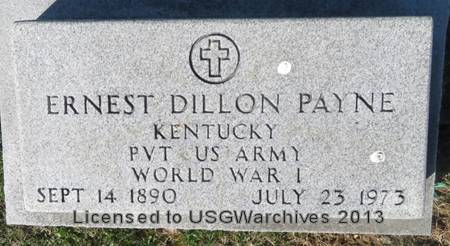 ERNEST DILLON PAYNE
KENTUCKY
PVT US ARMY
WORLD WAR I
SEPT 14 1890 JULY 23 1973
Licensed to USGWarchives 2013